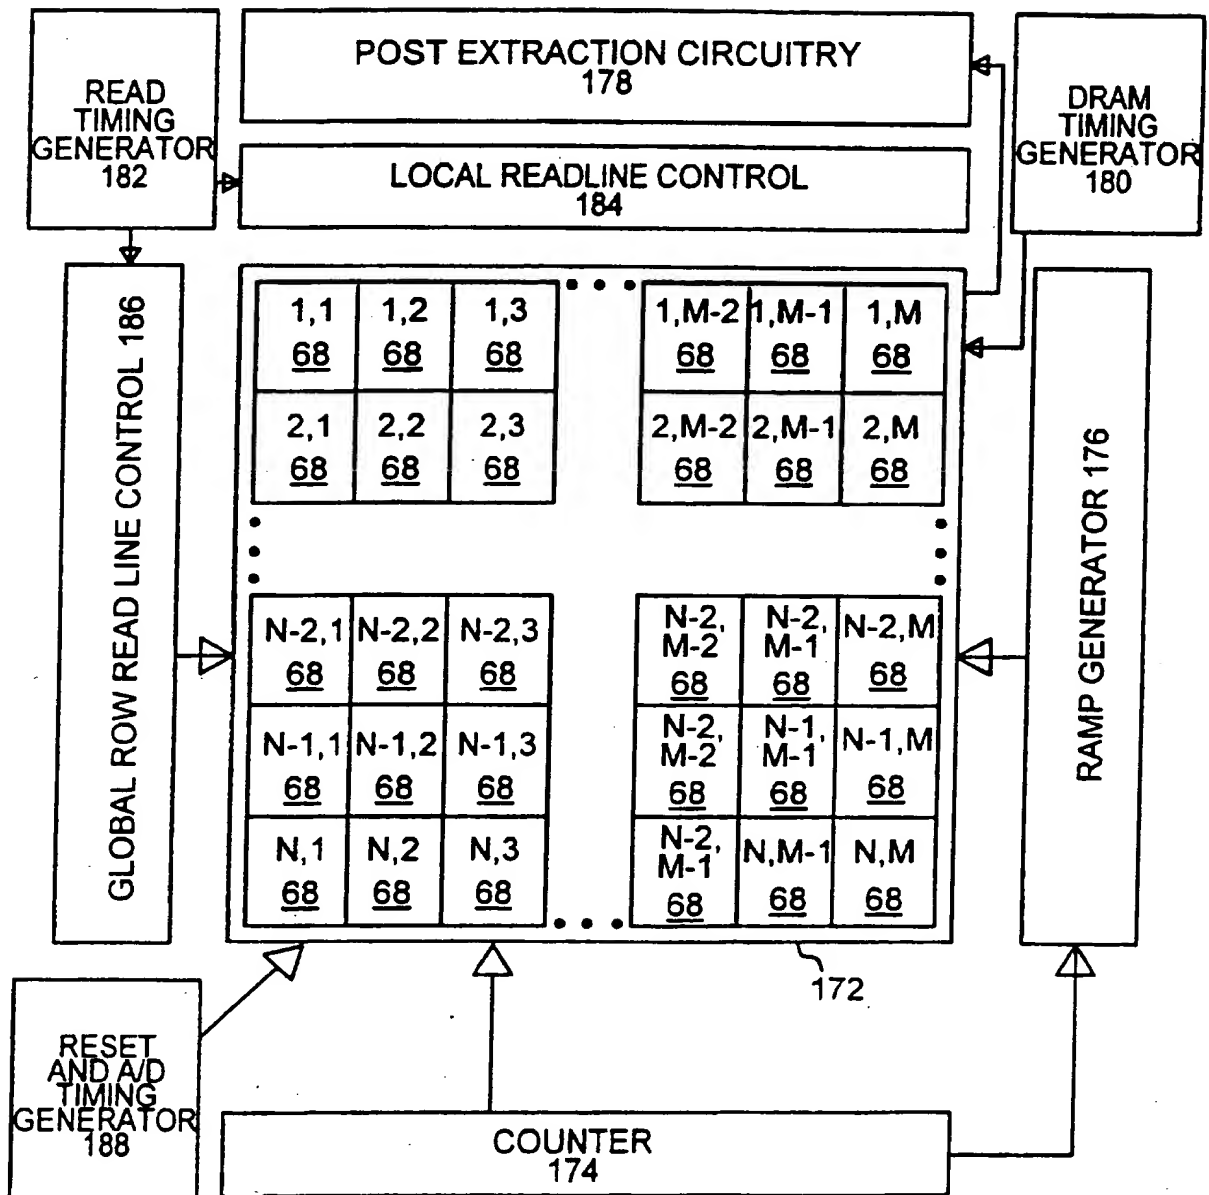 POST EXTRACTION CIRCUITRY
178
READ
TIMING
GENERATOR
182
DRAM
TIMING
GENERATOR
180
LOCAL READLINE CONTROL
184
GLOBAL ROW READ LINE CONTROL 186
1,1 1,2 1,3 1,M-2 1,M-1 1,M
68 68 68 68 68 68
2,1 2,2 2,3 2,M-2 2,M-1 2,M
68 68 68 68 68 68
N-2,1 N-2,2 N-2,3 N-2, N-2, N-2,M
M-2 M-1
68 68 68 68 68 68
N-1,1 N-1,2 N-1,3 N-2, N-1, N-1,M
M-2 M-1
68 68 68 68 68 68
N,1 N,2 N,3 N-2, N,M-1 N,M
M-1
68 68 68 68 68 68
RAMP GENERATOR 176
172
RESET
AND A/D
TIMING
GENERATOR
188
COUNTER
174